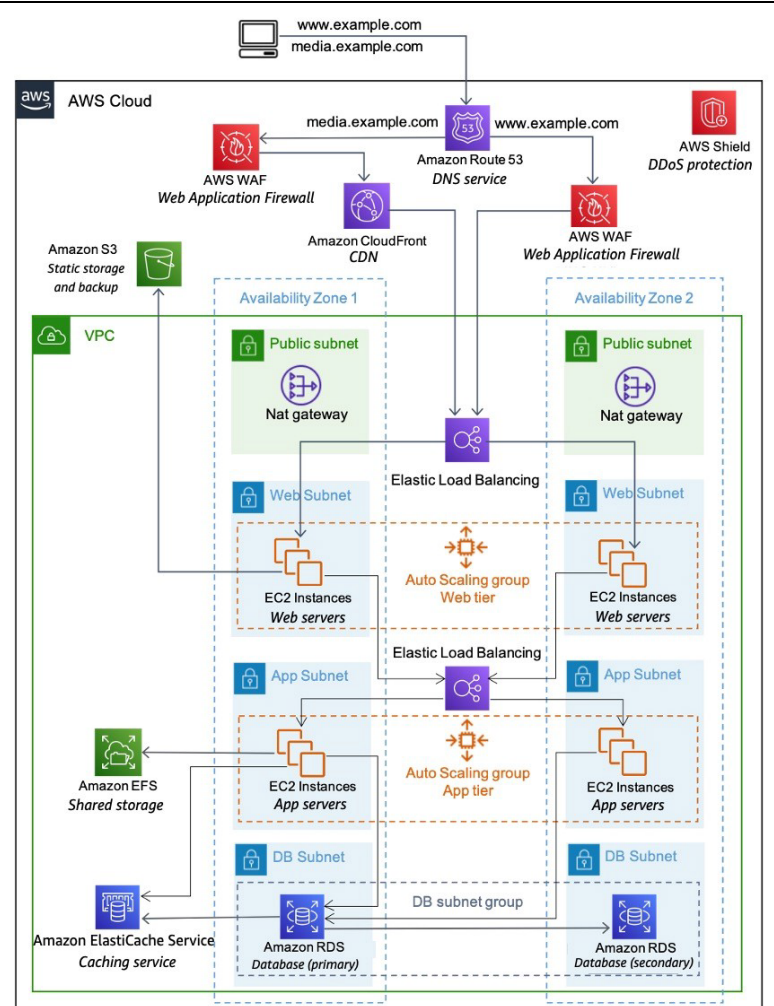 www.example.com
media.example.com
aws
AWS Cloud
media.example.com
53
www.example.com
Amazon Route 53
DNS service
AWS Shield
DDoS protection
AWS WAF
Web Application Firewall
Amazon CloudFront
CDN
AWS WAF
Web Application Firewall
Amazon S3
Static storage
and backup
Availability Zone 1
Availability Zone 2
VPC
Public subnet
Nat gateway
Public subnet
Nat gateway
Elastic Load Balancing
Web Subnet
Web Subnet
EC2 Instances
Web servers
Auto Scaling group
Web tier
EC2 Instances
Web servers
Elastic Load Balancing
App Subnet
App Subnet
Amazon EFS
Shared storage
EC2 Instances
App servers
Auto Scaling group
App tier
EC2 Instances
App servers
DB Subnet
DB Subnet
DB subnet group
Amazon ElastiCache Service
Caching service
Amazon RDS
Database (primary)
Amazon RDS
Database (secondary)